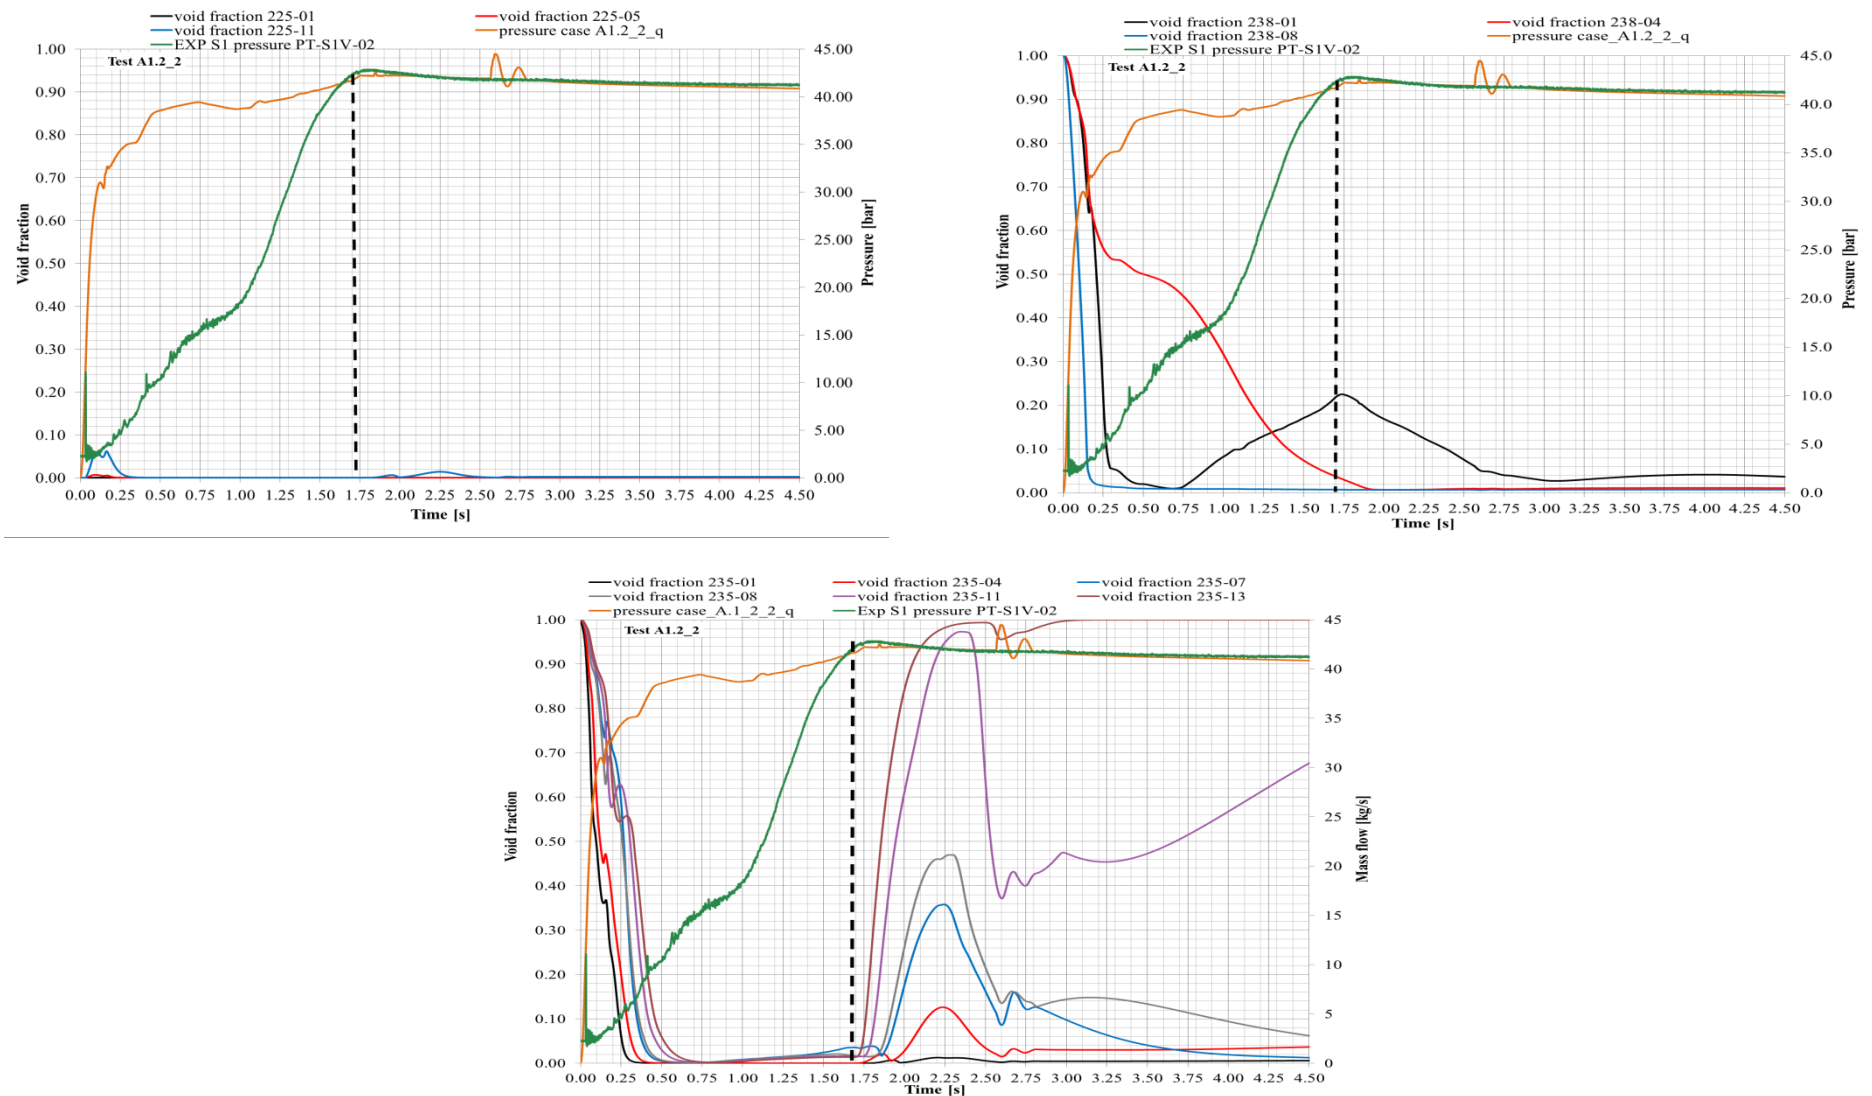 void fraction 225-01 void fraction 225-05
void fraction 225-11 pressure case A1.2_2_q
EXP S1 pressure PT-S1V-02
Test A1.2_2
1.00 0.90 0.80 0.70 0.60 0.50 0.40 0.30 0.20 0.10 0.00
Void fraction
45.00 40.00 35.00 30.00 25.00 20.00 15.00 10.00 5.00 0.00
Pressure [bar]
0.00 0.25 0.50 0.75 1.00 1.25 1.50 1.75 2.00 2.25 2.50 2.75 3.00 3.25 3.50 3.75 4.00 4.25 4.50
Time [s]
void fraction 238-01 void fraction 238-04
void fraction 238-08 pressure case_A1.2_2_q
EXP S1 pressure PT-S1V-02
Test A1.2_2
1.00 0.90 0.80 0.70 0.60 0.50 0.40 0.30 0.20 0.10 0.00
Void fraction
45.0 40.0 35.0 30.0 25.0 20.0 15.0 10.0 5.0 0.0
Pressure [bar]
0.00 0.25 0.50 0.75 1.00 1.25 1.50 1.75 2.00 2.25 2.50 2.75 3.00 3.25 3.50 3.75 4.00 4.25 4.50
Time [s]
void fraction 235-01 void fraction 235-04 void fraction 235-07
void fraction 235-08 void fraction 235-11 void fraction 235-13
pressure case_A.1_2_2_q Exp S1 pressure PT-S1V-02
Test A1.2_2
1.00 0.90 0.80 0.70 0.60 0.50 0.40 0.30 0.20 0.10 0.00
Void fraction
45 40 35 30 25 20 15 10 5 0
Mass flow [kg/s]
0.00 0.25 0.50 0.75 1.00 1.25 1.50 1.75 2.00 2.25 2.50 2.75 3.00 3.25 3.50 3.75 4.00 4.25 4.50
Time [s]